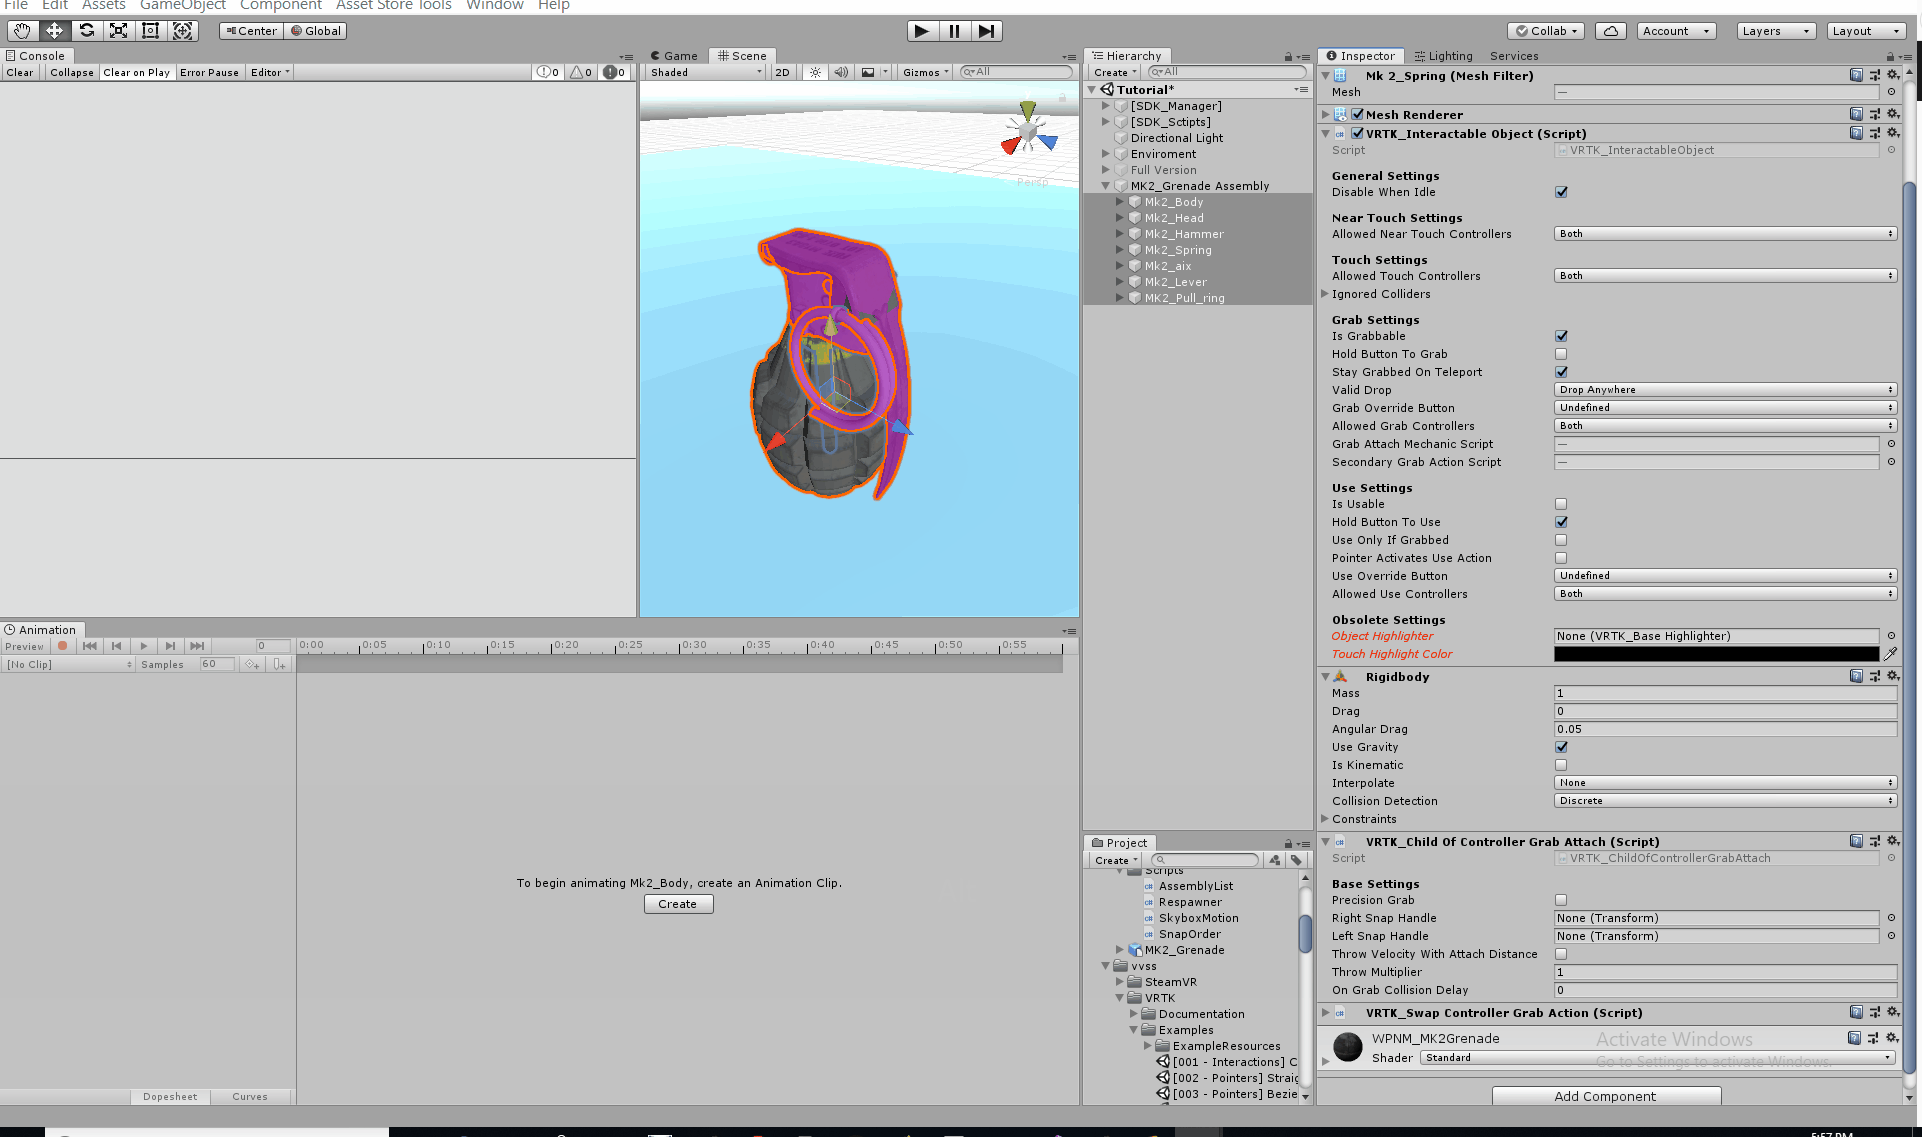 File Edit Assets GameObject Component Asset Store Tools Window Help
Center Global
Collab Account Layers Layout
Console
Clear Collapse Clear on Play Error Pause Editor 0 0 0
Game Scene
Shaded 2D Gizmos All
Persp
Hierarchy
Create All
Tutorial*
[SDK_Manager]
[SDK_Sctipts]
Directional Light
Enviroment
Full Version
MK2_Grenade Assembly
Mk2_Body
Mk2_Head
Mk2_Hammer
Mk2_Spring
Mk2_aix
Mk2_Lever
MK2_Pull_ring
Inspector Lighting Services
Mk 2_Spring (Mesh Filter)
Mesh —
Mesh Renderer
VRTK_Interactable Object (Script)
Script VRTK_InteractableObject
General Settings
Disable When Idle
Near Touch Settings
Allowed Near Touch Controllers Both
Touch Settings
Allowed Touch Controllers Both
Ignored Colliders
Grab Settings
Is Grabbable
Hold Button To Grab
Stay Grabbed On Teleport
Valid Drop Drop Anywhere
Grab Override Button Undefined
Allowed Grab Controllers Both
Grab Attach Mechanic Script —
Secondary Grab Action Script —
Use Settings
Is Usable
Hold Button To Use
Use Only If Grabbed
Pointer Activates Use Action
Use Override Button Undefined
Allowed Use Controllers Both
Obsolete Settings
Object Highlighter None (VRTK_Base Highlighter)
Touch Highlight Color
Rigidbody
Mass 1
Drag 0
Angular Drag 0.05
Use Gravity
Is Kinematic
Interpolate None
Collision Detection Discrete
Constraints
VRTK_Child Of Controller Grab Attach (Script)
Script VRTK_ChildOfControllerGrabAttach
Base Settings
Precision Grab
Right Snap Handle None (Transform)
Left Snap Handle None (Transform)
Throw Velocity With Attach Distance
Throw Multiplier 1
On Grab Collision Delay 0
VRTK_Swap Controller Grab Action (Script)
WPNM_MK2Grenade
Shader Standard
Activate Windows
Go to Settings to activate Windows.
Add Component
Animation
Preview 0 0:00 0:05 0:10 0:15 0:20 0:25 0:30 0:35 0:40 0:45 0:50 0:55
[No Clip] Samples 60
To begin animating Mk2_Body, create an Animation Clip.
Create
Dopesheet Curves
Project
Create
Scripts
AssemblyList
Respawner
SkyboxMotion
SnapOrder
MK2_Grenade
vvss
SteamVR
VRTK
Documentation
Examples
ExampleResources
[001 - Interactions] C
[002 - Pointers] Straig
[003 - Pointers] Bezie
5:57 PM